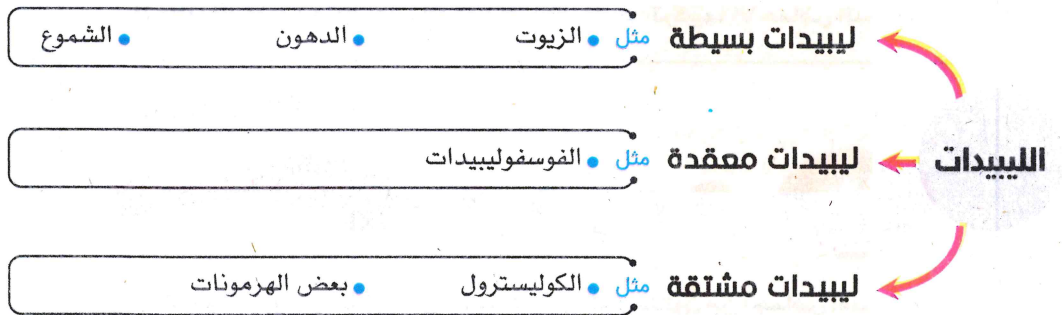 ليبيدات بسيطة مثل • الزيوت • الدهون • الشموع
الليبيدات
ليبيدات معقدة مثل • الفوسفوليبيدات
ليبيدات مشتقة مثل • الكوليسترول • بعض الهرمونات